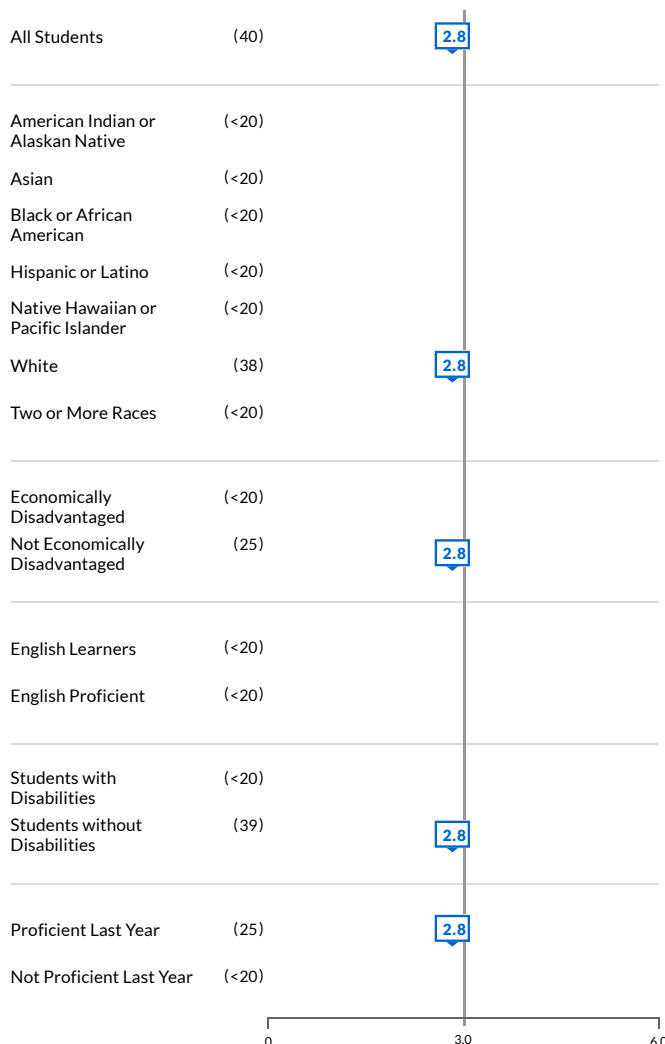 All Students (40) 2.8
American Indian or (<20)
Alaskan Native
Asian (<20)
Black or African (<20)
American
Hispanic or Latino (<20)
Native Hawaiian or (<20)
Pacific Islander
White (38) 2.8
Two or More Races (<20)
Economically (<20)
Disadvantaged
Not Economically (25) 2.8
Disadvantaged
English Learners (<20)
English Proficient (<20)
Students with (<20)
Disabilities
Students without (39) 2.8
Disabilities
Proficient Last Year (25) 2.8
Not Proficient Last Year (<20)
0 3.0 6.0